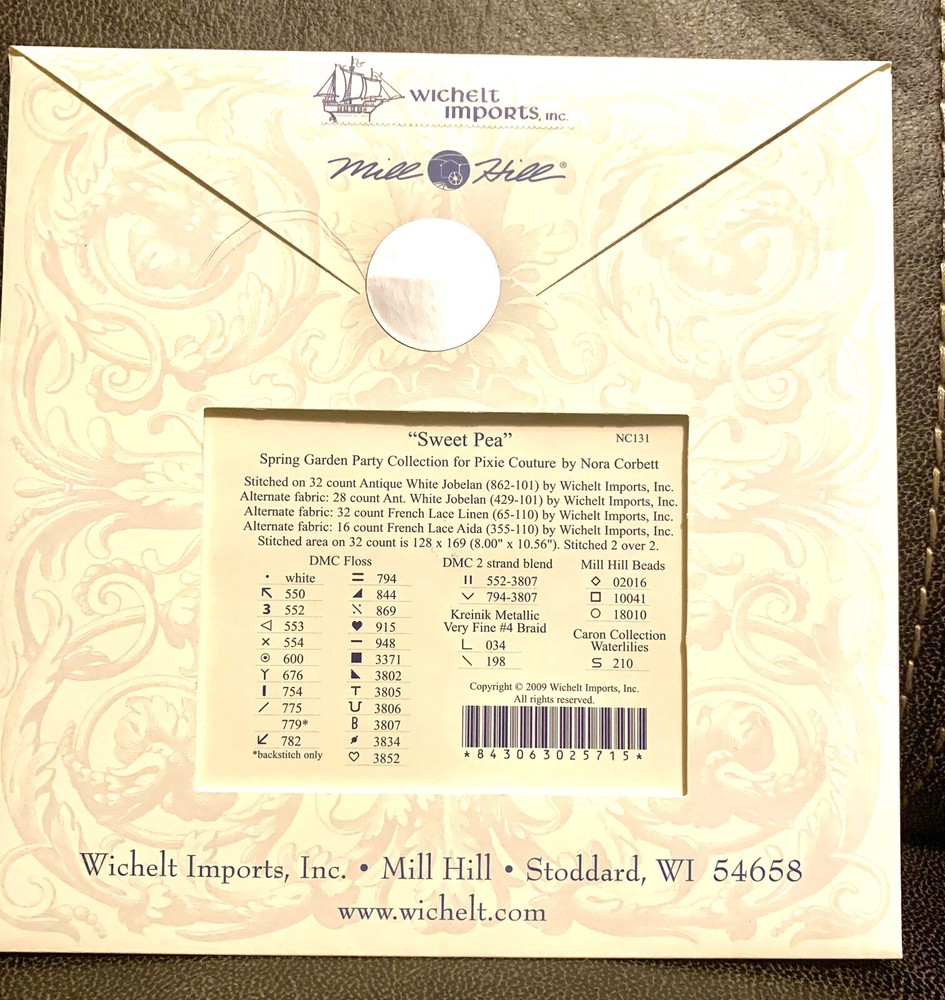 Wichelt
Imports, Inc.
Mill Hill®
"Sweet Pea" NC131
Spring Garden Party Collection for Pixie Couture by Nora Corbett
Stitched on 32 count Antique White Jobelan (862-101) by Wichelt Imports, Inc.
Alternate fabric: 28 count Ant. White Jobelan (429-101) by Wichelt Imports, Inc.
Alternate fabric: 32 count French Lace Linen (65-110) by Wichelt Imports, Inc.
Alternate fabric: 16 count French Lace Aida (355-110) by Wichelt Imports, Inc.
Stitched area on 32 count is 128 x 169 (8.00" x 10.56"). Stitched 2 over 2.
DMC Floss
white
550
552
553
554
600
676
754
775
779*
782
*backstitch only
794
844
869
915
948
3371
3802
3805
3806
3807
3834
3852
DMC 2 strand blend
552-3807
794-3807
Kreinik Metallic
Very Fine #4 Braid
034
198
Mill Hill Beads
02016
10041
18010
Caron Collection
Waterlilies
210
Copyright © 2009 Wichelt Imports, Inc.
All rights reserved.
*843063025715*
Wichelt Imports, Inc. • Mill Hill • Stoddard, WI 54658
www.wichelt.com